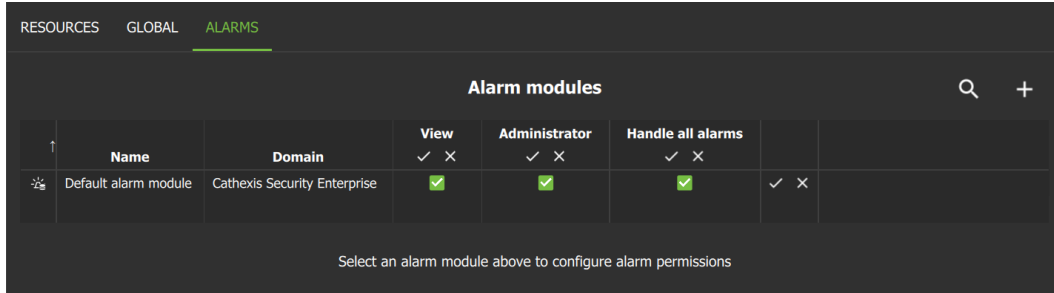 RESOURCES GLOBAL ALARMS
Alarm modules
Name Domain View Administrator Handle all alarms
Default alarm module Cathexis Security Enterprise
Select an alarm module above to configure alarm permissions